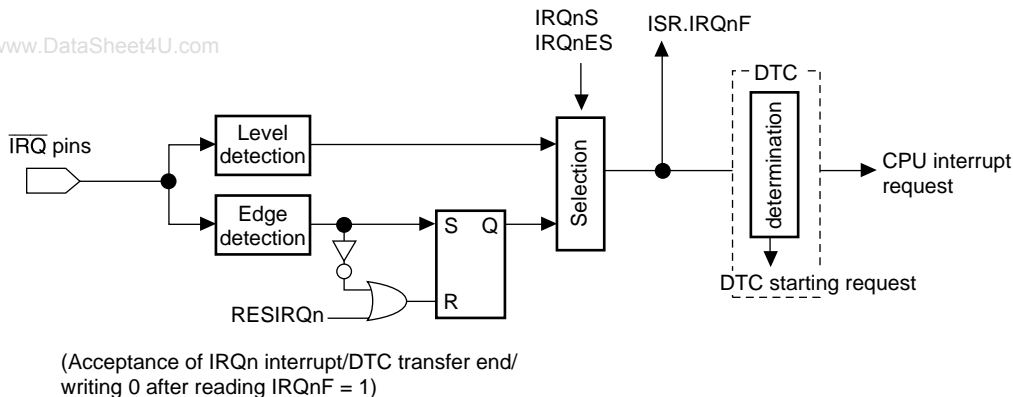 www.DataSheet4U.com
IRQnS
IRQnES
ISR.IRQnF
DTC
IRQ pins
Level
detection
Edge
detection
S Q
R
RESIRQn
Selection
determination
CPU interrupt
request
DTC starting request
(Acceptance of IRQn interrupt/DTC transfer end/
writing 0 after reading IRQnF = 1)